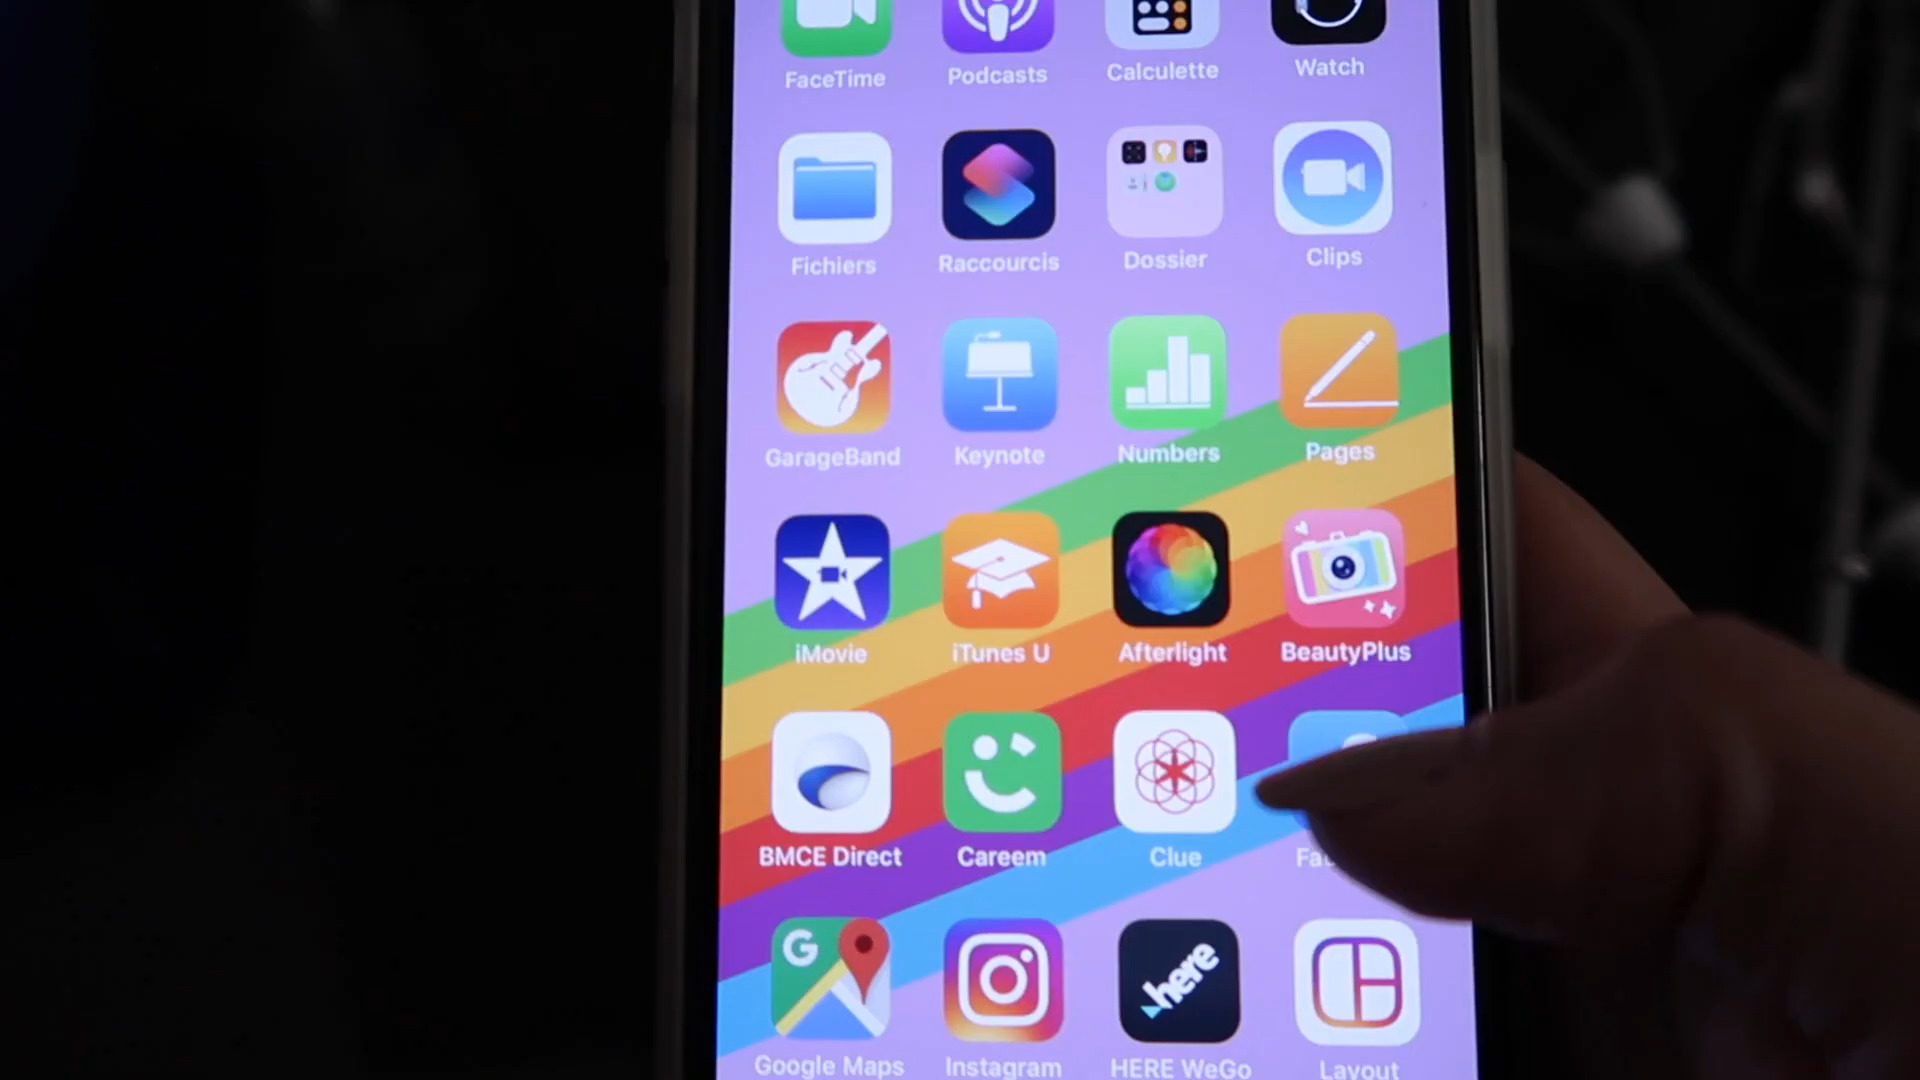 FaceTime Podcasts Calculette Watch
Fichiers Raccourcis Dossier Clips
GarageBand Keynote Numbers Pages
iMovie iTunes U Afterlight BeautyPlus
BMCE Direct Careem Clue
G
here
Google Maps Instagram HERE WeGo Layout